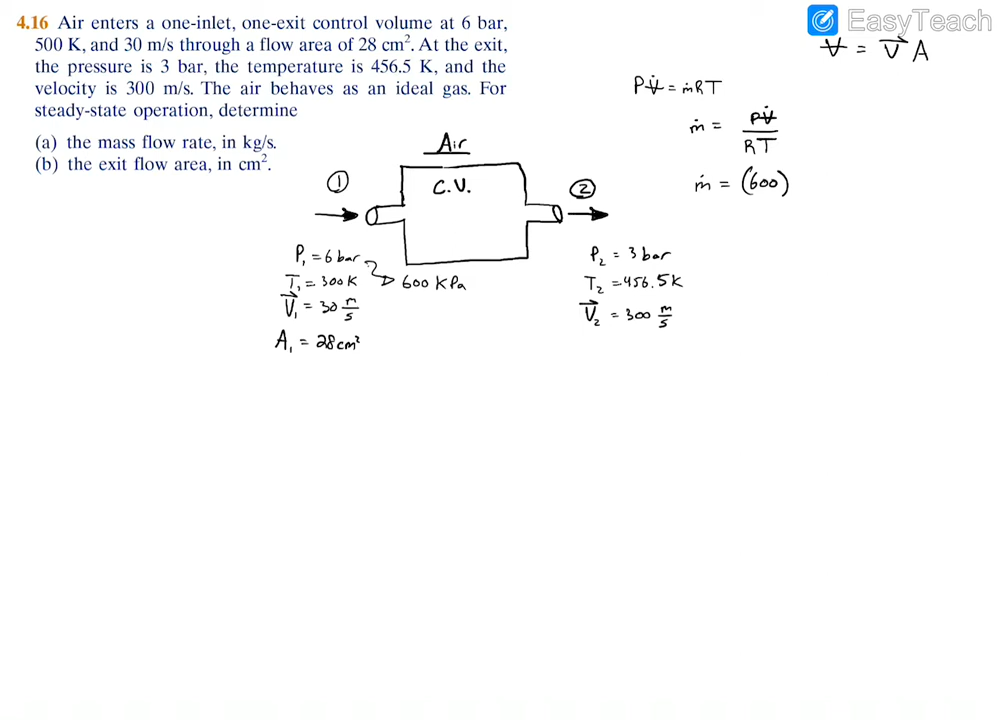 4.16 Air enters a one-inlet, one-exit control volume at 6 bar,
500 K, and 30 m/s through a flow area of 28 cm². At the exit,
the pressure is 3 bar, the temperature is 456.5 K, and the
velocity is 300 m/s. The air behaves as an ideal gas. For
steady-state operation, determine
(a) the mass flow rate, in kg/s.
(b) the exit flow area, in cm².
EasyTeach
V̶ = V⃗ A
PV̶̇ = ṁRT
ṁ = PV̶̇ / RT
ṁ = (600)
Air
C.V.
①
②
P₁ = 6 bar
600 KPa
T₁ = 300K
V⃗₁ = 30 m/s
A₁ = 28cm²
P₂ = 3 bar
T₂ = 456.5K
V⃗₂ = 300 m/s